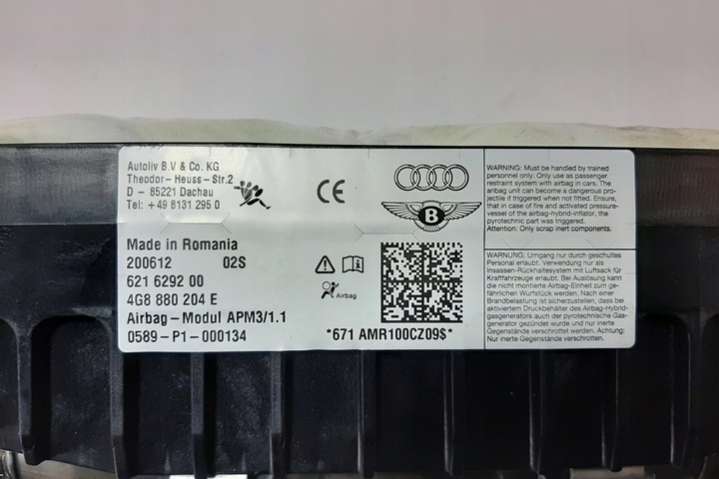 Autoliv B.V & Co. KG
Theodor-Heuss-Str.2
D - 85221 Dachau
Tel: +49 8131 295 0
CE
B
Made in Romania
200612 02S
621 6292 00
4G8 880 204 E
Airbag
Airbag-Modul APM3/1.1
0589-P1-000134
*671 AMR100CZ09$*
WARNING: Must be handled by trained
personnel only. Only use as passenger
restraint system with airbag in cars. The
airbag unit can become a dangerous pro-
jectile if triggered when not fitted. Ensure,
that in case of fire and activated pressure-
vessel of the airbag-hybrid-inflator, the
pyrotechnic part was triggered.
Attention: Only scrap inert components.
WARNUNG: Umgang nur durch geschultes
Personal erlaubt. Verwendung nur als
Insassen-Rückhaltesystem mit Luftsack für
Kraftfahrzeuge erlaubt. Bei Auslösung kann
die nicht montierte Airbag-Einheit zum ge-
fährlichen Wurfstück werden. Nach einer
Brandbelastung ist sicherzustellen, dass bei
aktiviertem Druckbehälter des Airbag-Hybrid-
gasgenerators auch der pyrotechnische Gas-
generator gezündet wurde und nur inerte
Gegenstände verschrottet werden. Achtung:
Nur inerte Gegenstände verschrotten.